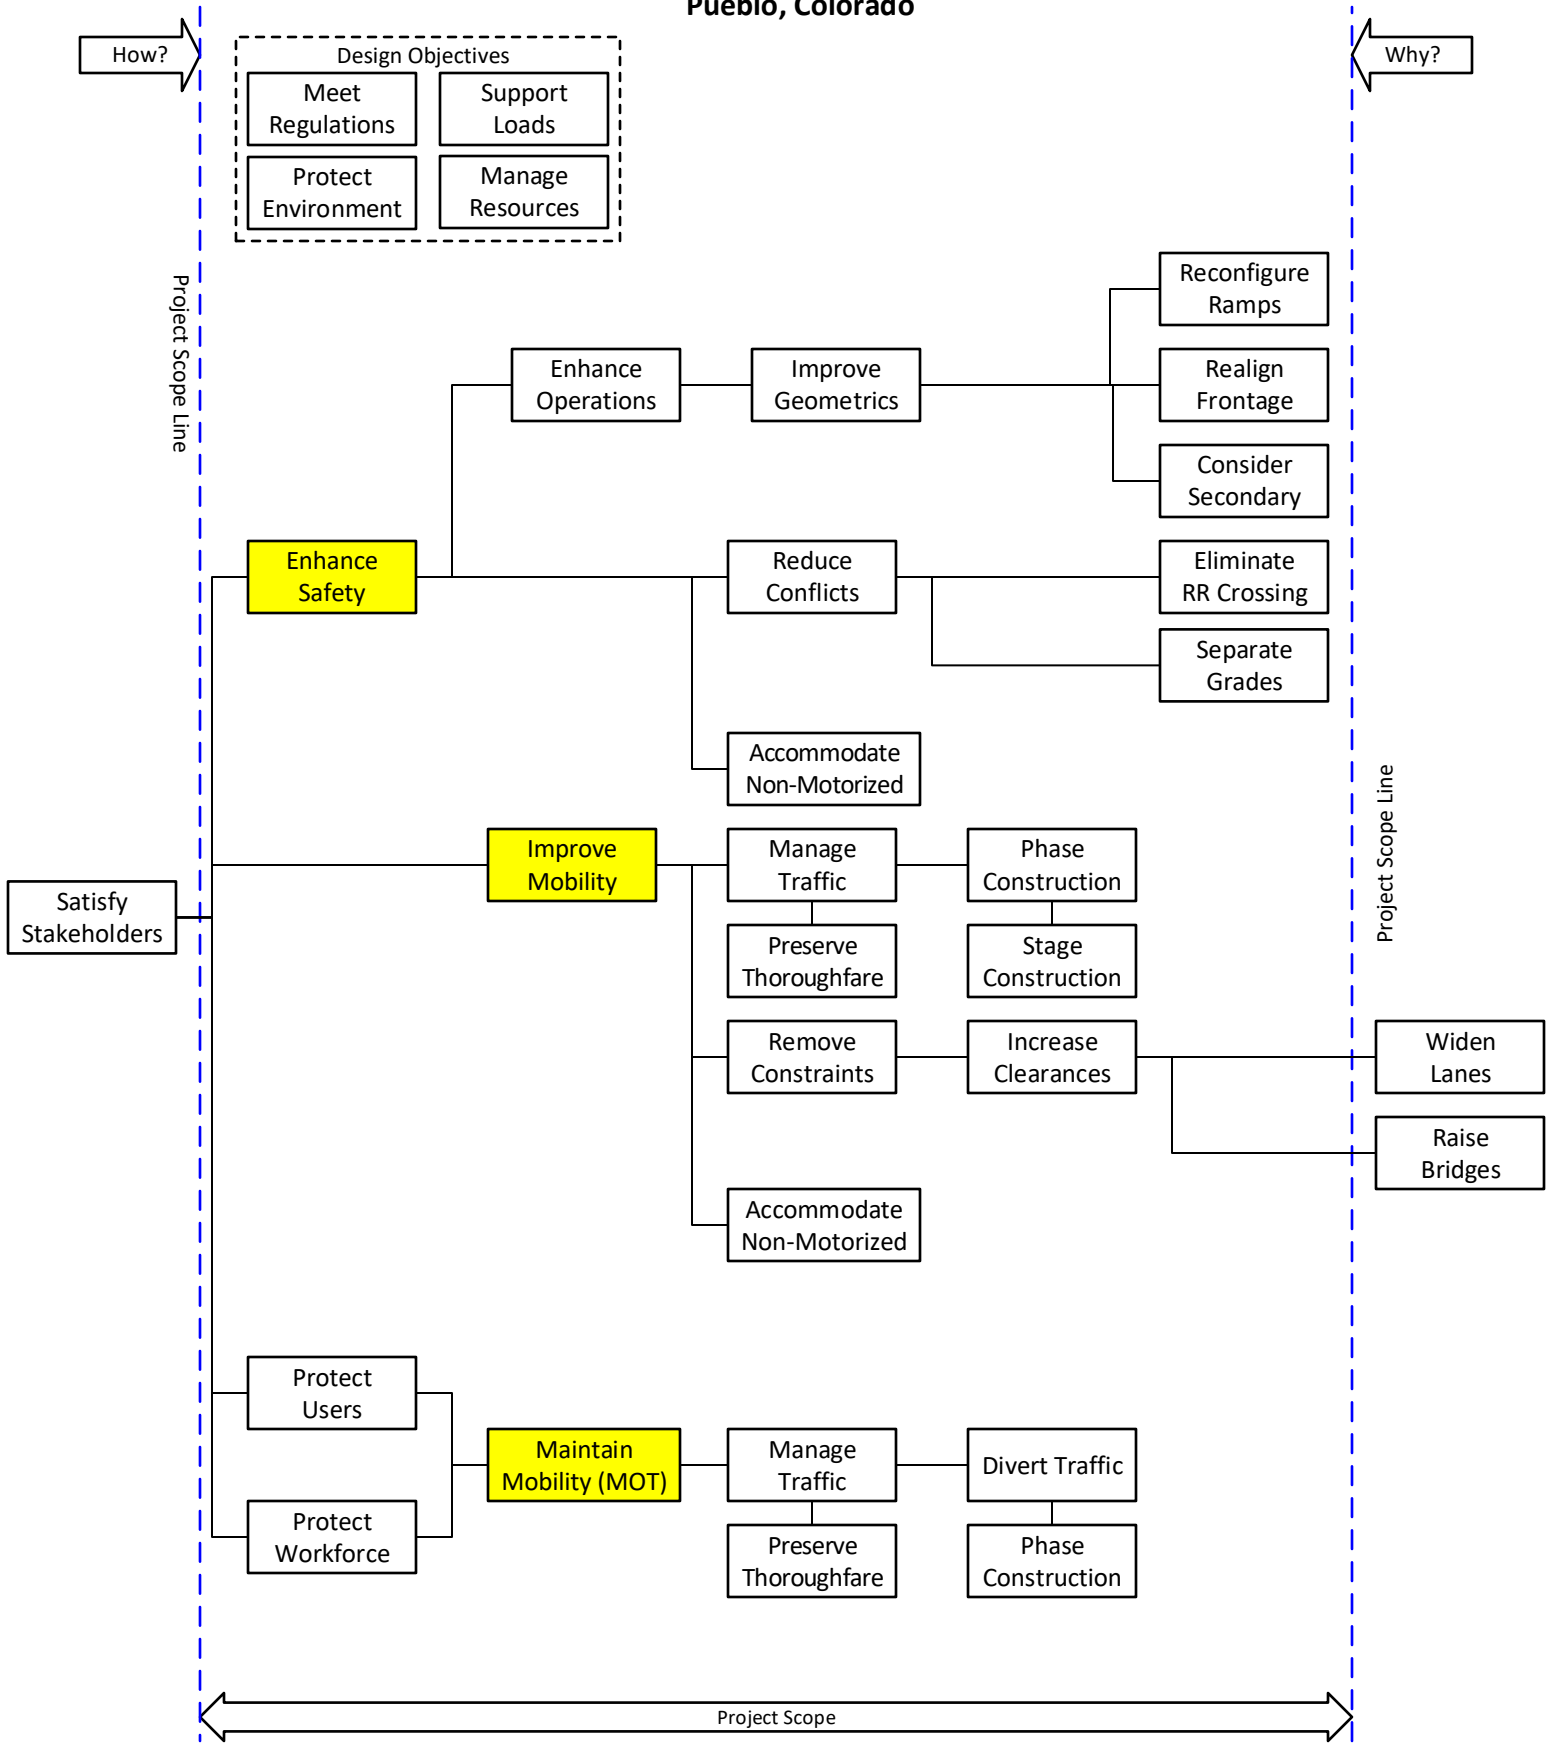 Pueblo, Colorado
How?
Why?
Design Objectives
Meet
Regulations
Support
Loads
Protect
Environment
Manage
Resources
Project Scope Line
Reconfigure
Ramps
Enhance
Operations
Improve
Geometrics
Realign
Frontage
Consider
Secondary
Enhance
Safety
Reduce
Conflicts
Eliminate
RR Crossing
Separate
Grades
Accommodate
Non-Motorized
Project Scope Line
Satisfy
Stakeholders
Improve
Mobility
Manage
Traffic
Phase
Construction
Preserve
Thoroughfare
Stage
Construction
Remove
Constraints
Increase
Clearances
Widen
Lanes
Raise
Bridges
Accommodate
Non-Motorized
Protect
Users
Maintain
Mobility (MOT)
Manage
Traffic
Divert Traffic
Protect
Workforce
Preserve
Thoroughfare
Phase
Construction
Project Scope